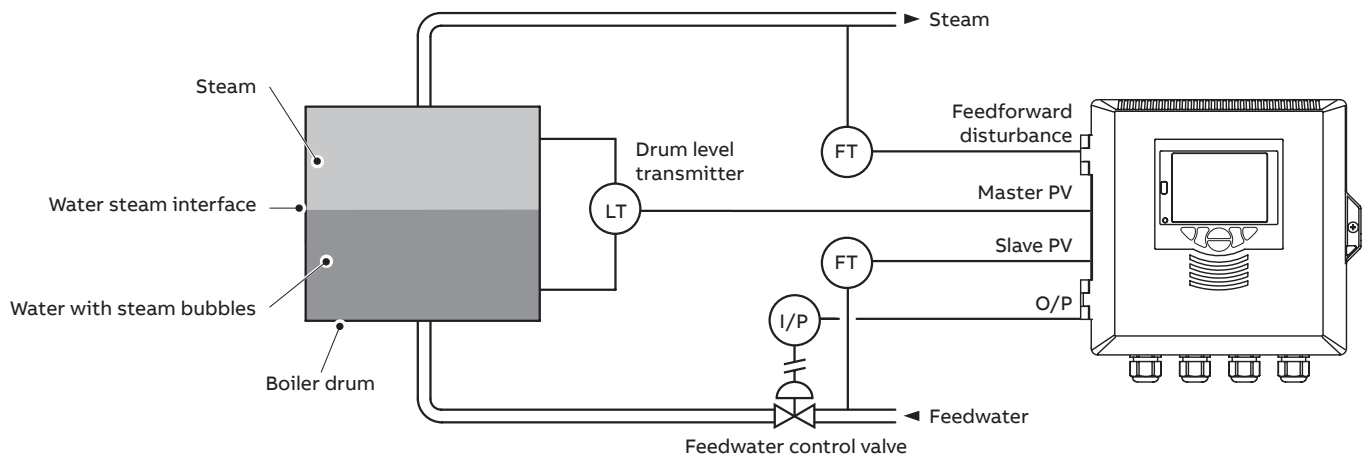 Steam
Steam
Feedforward
disturbance
FT
Drum level
transmitter
Water steam interface
Master PV
LT
Slave PV
FT
Water with steam bubbles
O/P
I/P
Boiler drum
Feedwater
Feedwater control valve